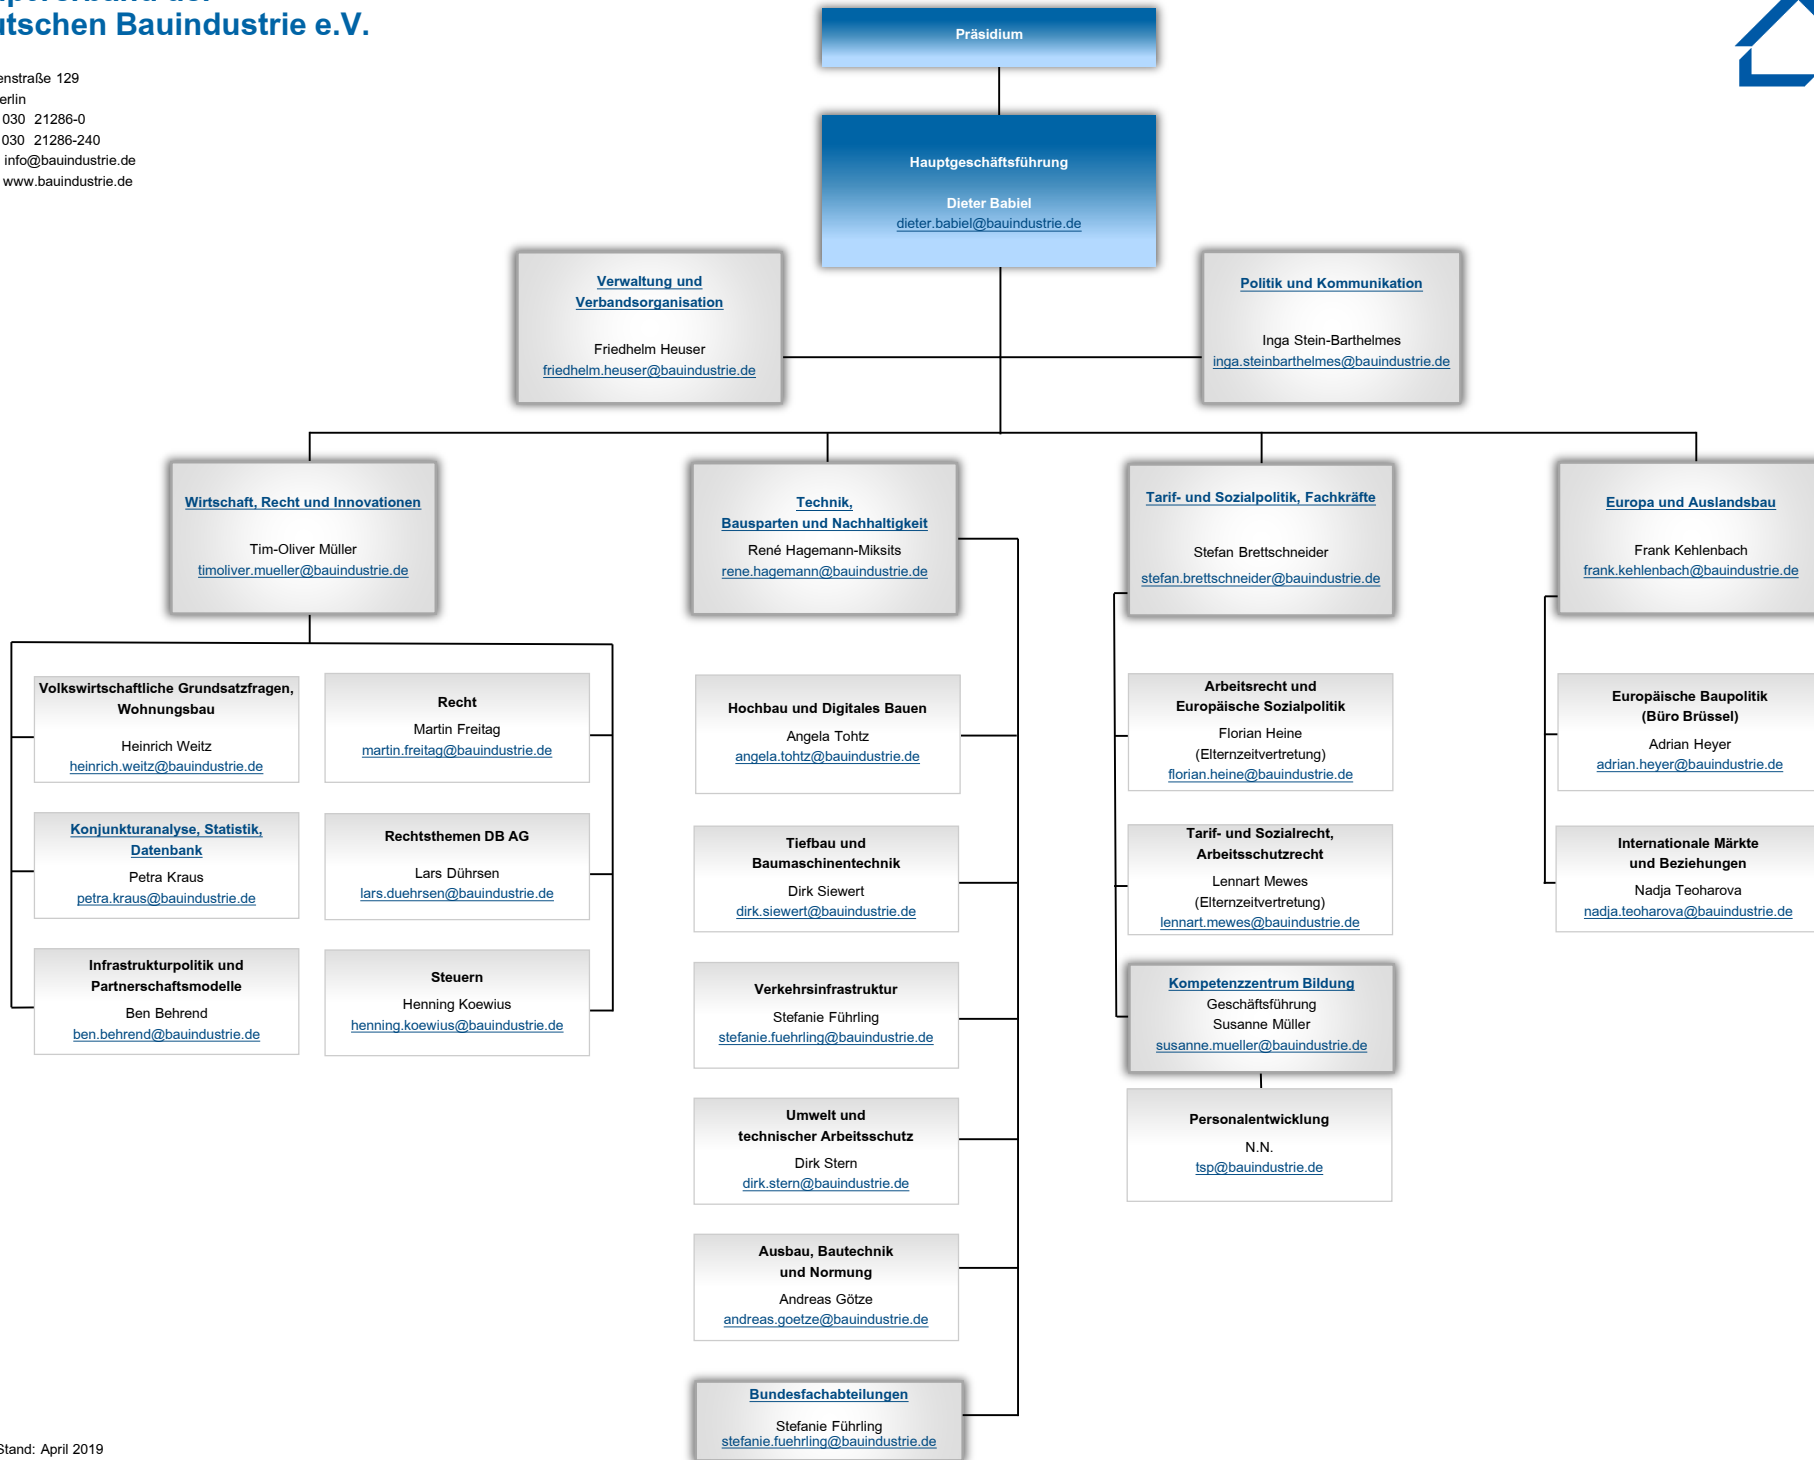 utschen Bauindustrie e.V.
enstraße 129
erlin
030 21286-0
030 21286-240
info@bauindustrie.de
www.bauindustrie.de
Präsidium
Hauptgeschäftsführung
Dieter Babiel
dieter.babiel@bauindustrie.de
Verwaltung und
Verbandsorganisation
Friedhelm Heuser
friedhelm.heuser@bauindustrie.de
Politik und Kommunikation
Inga Stein-Barthelmes
inga.steinbarthelmes@bauindustrie.de
Wirtschaft, Recht und Innovationen
Tim-Oliver Müller
timoliver.mueller@bauindustrie.de
Volkswirtschaftliche Grundsatzfragen,
Wohnungsbau
Heinrich Weitz
heinrich.weitz@bauindustrie.de
Konjunkturanalyse, Statistik,
Datenbank
Petra Kraus
petra.kraus@bauindustrie.de
Infrastrukturpolitik und
Partnerschaftsmodelle
Ben Behrend
ben.behrend@bauindustrie.de
Recht
Martin Freitag
martin.freitag@bauindustrie.de
Rechtsthemen DB AG
Lars Dührsen
lars.duehrsen@bauindustrie.de
Steuern
Henning Koewius
henning.koewius@bauindustrie.de
Technik,
Bausparten und Nachhaltigkeit
René Hagemann-Miksits
rene.hagemann@bauindustrie.de
Hochbau und Digitales Bauen
Angela Tohtz
angela.tohtz@bauindustrie.de
Tiefbau und
Baumaschinentechnik
Dirk Siewert
dirk.siewert@bauindustrie.de
Verkehrsinfrastruktur
Stefanie Führling
stefanie.fuehrling@bauindustrie.de
Umwelt und
technischer Arbeitsschutz
Dirk Stern
dirk.stern@bauindustrie.de
Ausbau, Bautechnik
und Normung
Andreas Götze
andreas.goetze@bauindustrie.de
Bundesfachabteilungen
Stefanie Führling
stefanie.fuehrling@bauindustrie.de
Tarif- und Sozialpolitik, Fachkräfte
Stefan Brettschneider
stefan.brettschneider@bauindustrie.de
Arbeitsrecht und
Europäische Sozialpolitik
Florian Heine
(Elternzeitvertretung)
florian.heine@bauindustrie.de
Tarif- und Sozialrecht,
Arbeitsschutzrecht
Lennart Mewes
(Elternzeitvertretung)
lennart.mewes@bauindustrie.de
Kompetenzzentrum Bildung
Geschäftsführung
Susanne Müller
susanne.mueller@bauindustrie.de
Personalentwicklung
N.N.
tsp@bauindustrie.de
Europa und Auslandsbau
Frank Kehlenbach
frank.kehlenbach@bauindustrie.de
Europäische Baupolitik
(Büro Brüssel)
Adrian Heyer
adrian.heyer@bauindustrie.de
Internationale Märkte
und Beziehungen
Nadja Teoharova
nadja.teoharova@bauindustrie.de
Stand: April 2019